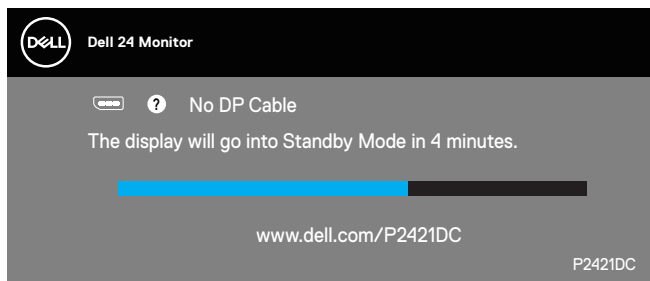 DELL
Dell 24 Monitor
? No DP Cable
The display will go into Standby Mode in 4 minutes.
www.dell.com/P2421DC
P2421DC